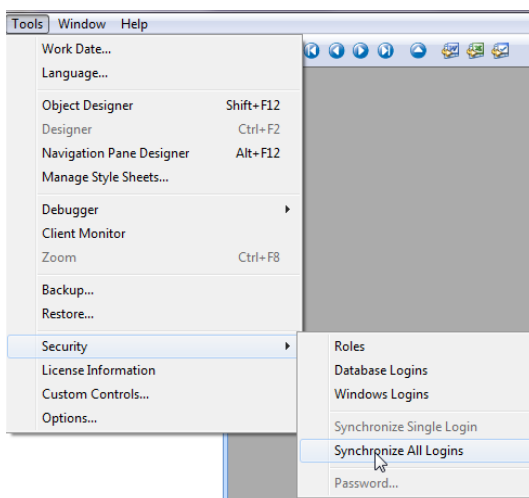 Tools Window Help
Work Date...
Language...
Object Designer Shift+F12
Designer Ctrl+F2
Navigation Pane Designer Alt+F12
Manage Style Sheets...
Debugger
Client Monitor
Zoom Ctrl+F8
Backup...
Restore...
Security
License Information
Custom Controls...
Options...
Roles
Database Logins
Windows Logins
Synchronize Single Login
Synchronize All Logins
Password...